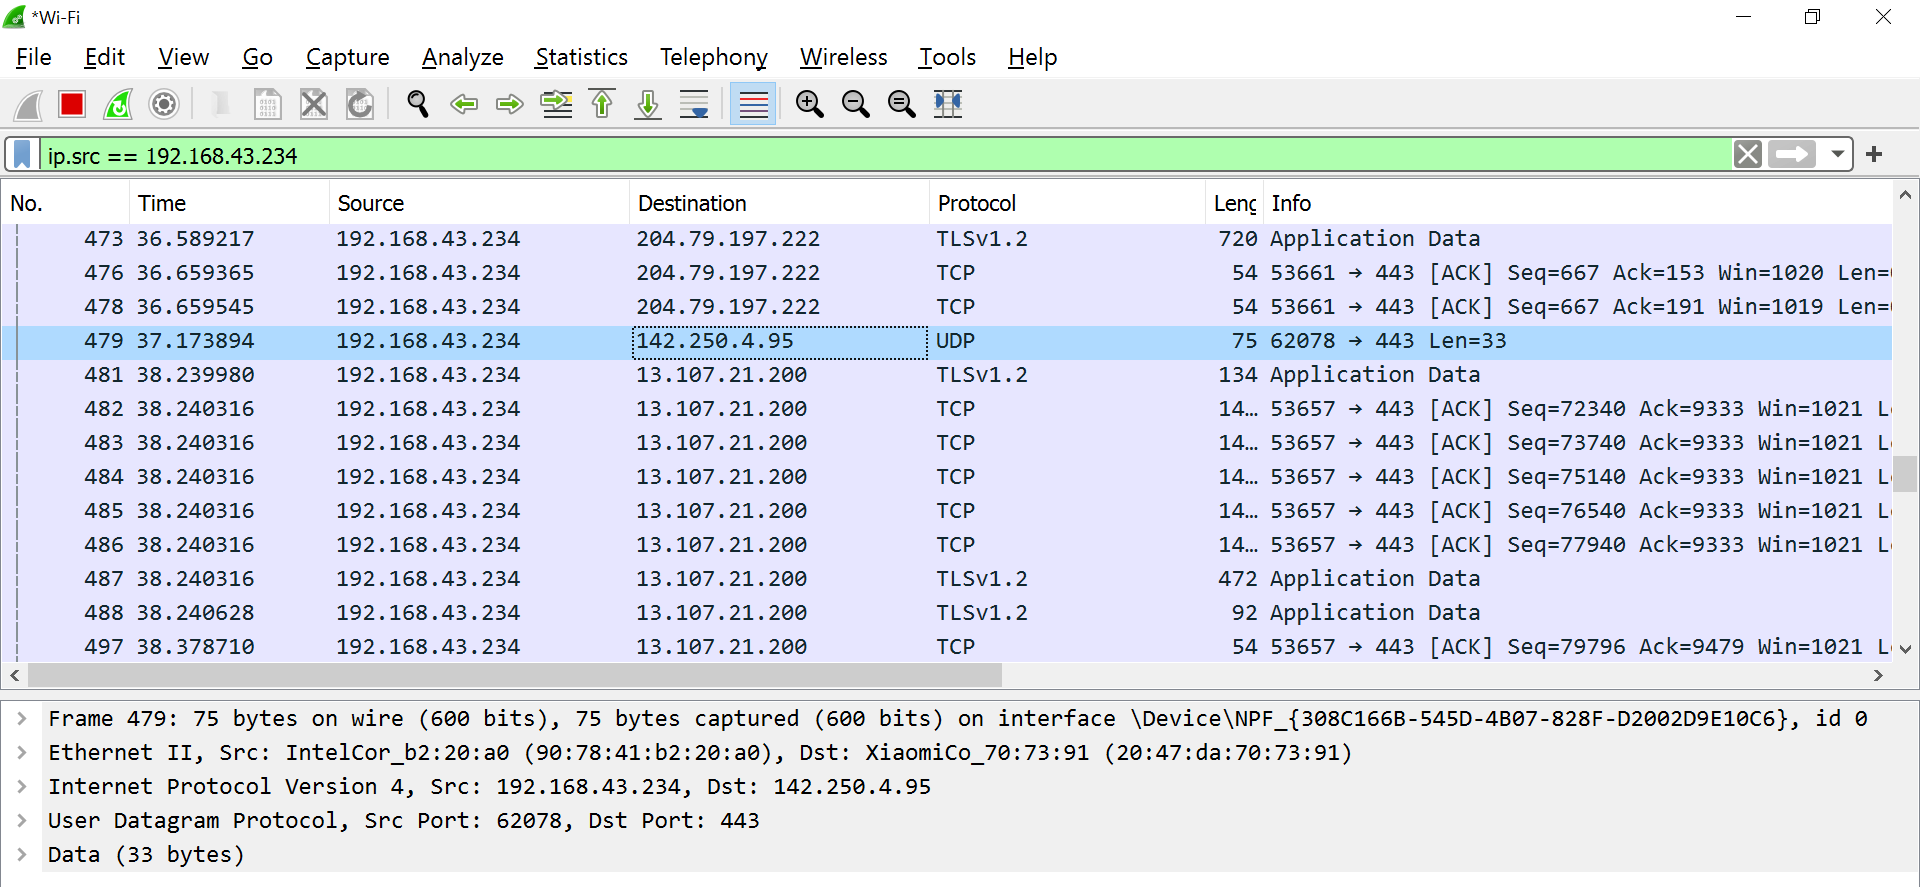 *Wi-Fi
File Edit View Go Capture Analyze Statistics Telephony Wireless Tools Help
ip.src == 192.168.43.234
No. Time Source Destination Protocol Leng Info
473 36.589217 192.168.43.234 204.79.197.222 TLSv1.2 720 Application Data
476 36.659365 192.168.43.234 204.79.197.222 TCP 54 53661 → 443 [ACK] Seq=667 Ack=153 Win=1020 Len=
478 36.659545 192.168.43.234 204.79.197.222 TCP 54 53661 → 443 [ACK] Seq=667 Ack=191 Win=1019 Len=
479 37.173894 192.168.43.234 142.250.4.95 UDP 75 62078 → 443 Len=33
481 38.239980 192.168.43.234 13.107.21.200 TLSv1.2 134 Application Data
482 38.240316 192.168.43.234 13.107.21.200 TCP 14… 53657 → 443 [ACK] Seq=72340 Ack=9333 Win=1021 L
483 38.240316 192.168.43.234 13.107.21.200 TCP 14… 53657 → 443 [ACK] Seq=73740 Ack=9333 Win=1021 L
484 38.240316 192.168.43.234 13.107.21.200 TCP 14… 53657 → 443 [ACK] Seq=75140 Ack=9333 Win=1021 L
485 38.240316 192.168.43.234 13.107.21.200 TCP 14… 53657 → 443 [ACK] Seq=76540 Ack=9333 Win=1021 L
486 38.240316 192.168.43.234 13.107.21.200 TCP 14… 53657 → 443 [ACK] Seq=77940 Ack=9333 Win=1021 L
487 38.240316 192.168.43.234 13.107.21.200 TLSv1.2 472 Application Data
488 38.240628 192.168.43.234 13.107.21.200 TLSv1.2 92 Application Data
497 38.378710 192.168.43.234 13.107.21.200 TCP 54 53657 → 443 [ACK] Seq=79796 Ack=9479 Win=1021 L
Frame 479: 75 bytes on wire (600 bits), 75 bytes captured (600 bits) on interface \Device\NPF_{308C166B-545D-4B07-828F-D2002D9E10C6}, id 0
Ethernet II, Src: IntelCor_b2:20:a0 (90:78:41:b2:20:a0), Dst: XiaomiCo_70:73:91 (20:47:da:70:73:91)
Internet Protocol Version 4, Src: 192.168.43.234, Dst: 142.250.4.95
User Datagram Protocol, Src Port: 62078, Dst Port: 443
Data (33 bytes)